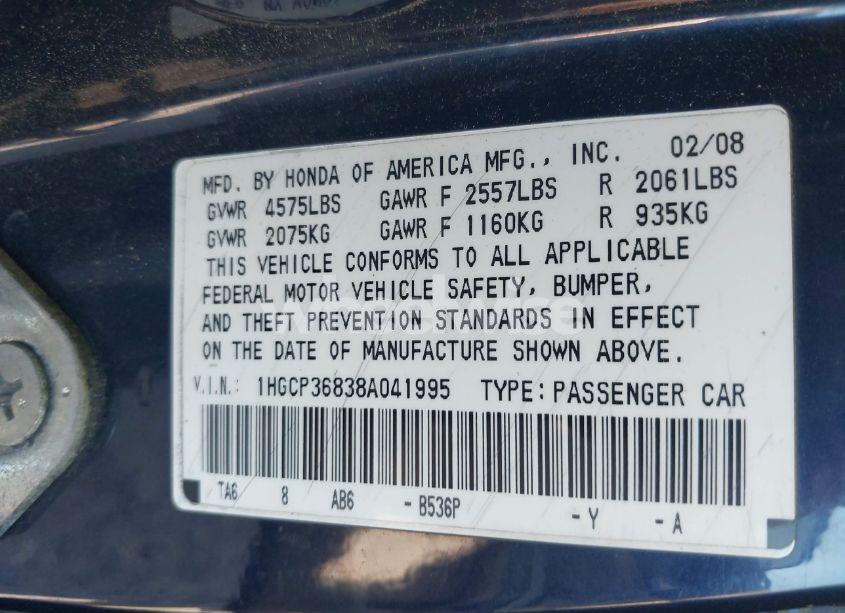 MFD. BY HONDA OF AMERICA MFG., INC. 02/08
GVWR 4575LBS GAWR F 2557LBS R 2061LBS
GVWR 2075KG GAWR F 1160KG R 935KG
THIS VEHICLE CONFORMS TO ALL APPLICABLE
FEDERAL MOTOR VEHICLE SAFETY, BUMPER,
AND THEFT PREVENTION STANDARDS IN EFFECT
ON THE DATE OF MANUFACTURE SHOWN ABOVE.
V.I.N.: 1HGCP36838A041995 TYPE: PASSENGER CAR
TA6 8 AB6 - B536P - Y - A